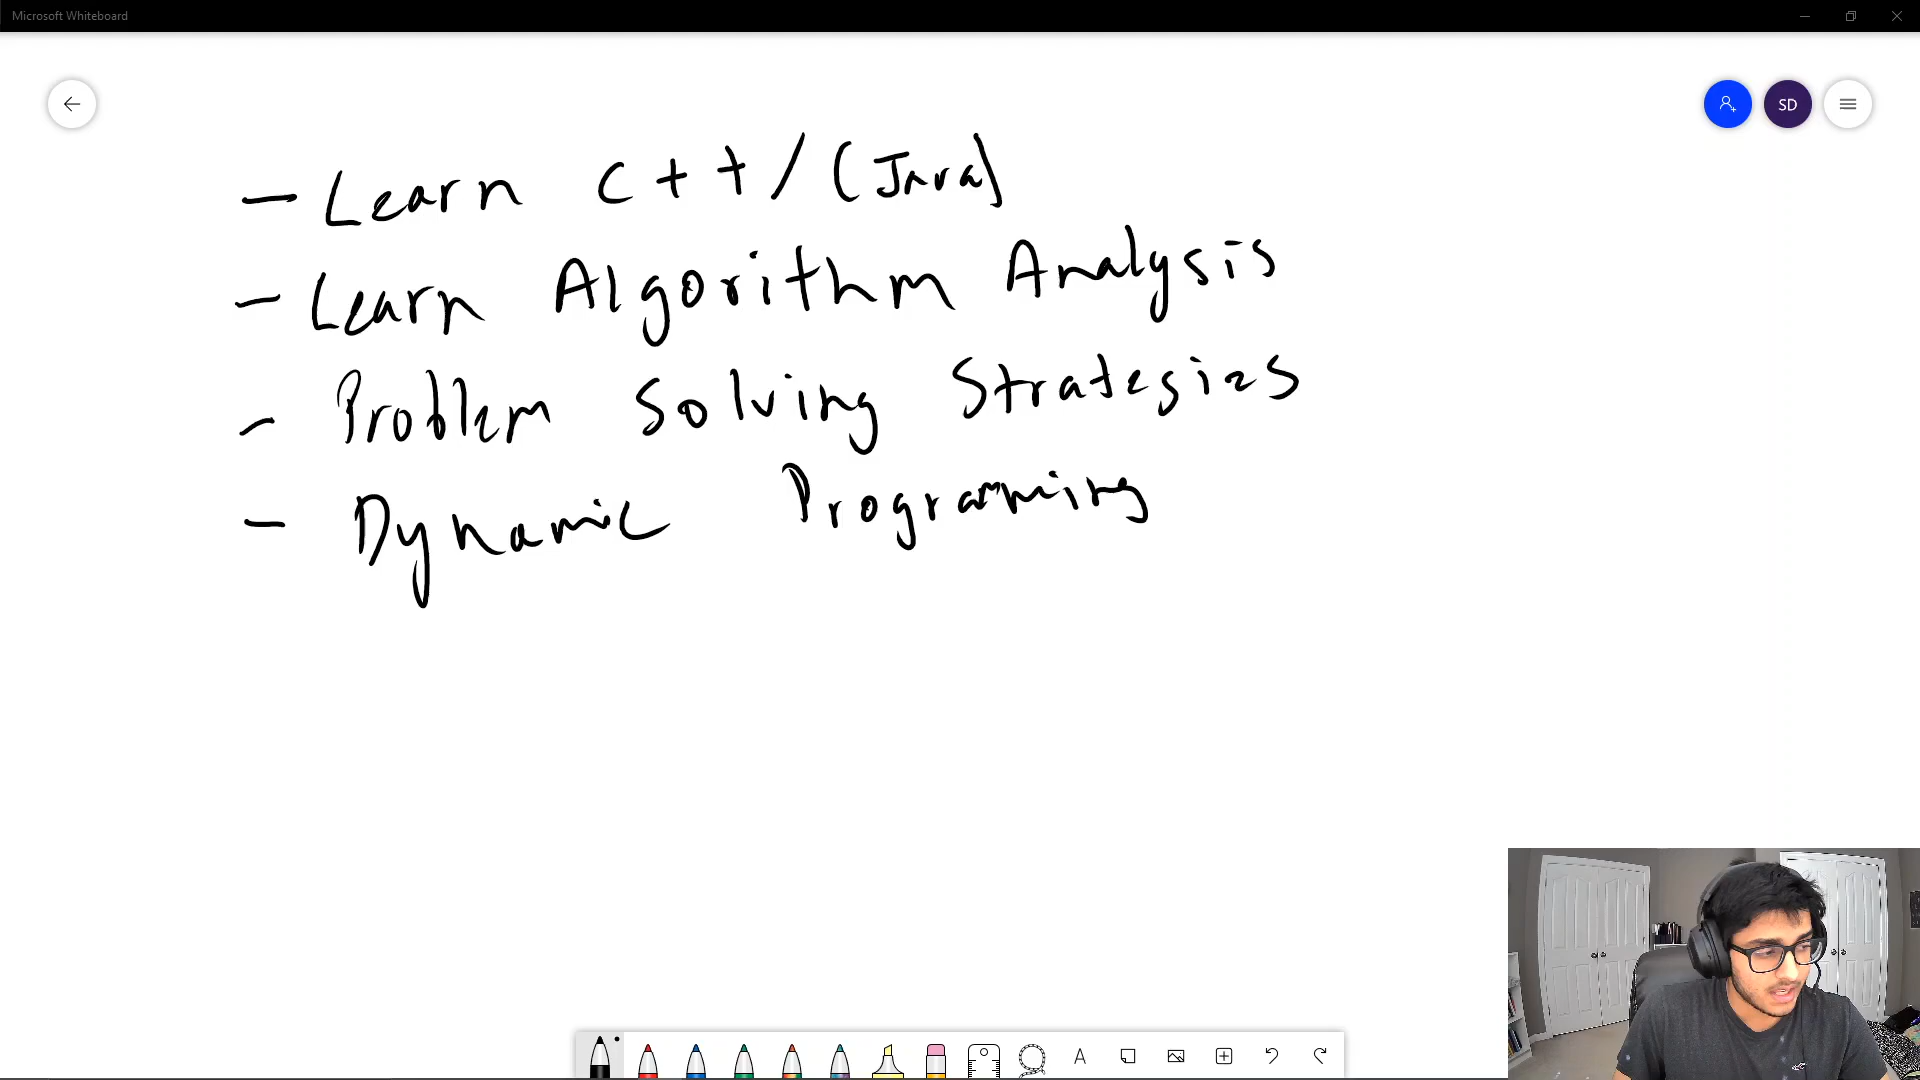 Microsoft Whiteboard
SD
- Learn C++/(Java)
- Learn Algorithm Analysis
- Problem Solving Strategies
- Dynamic Programming
A